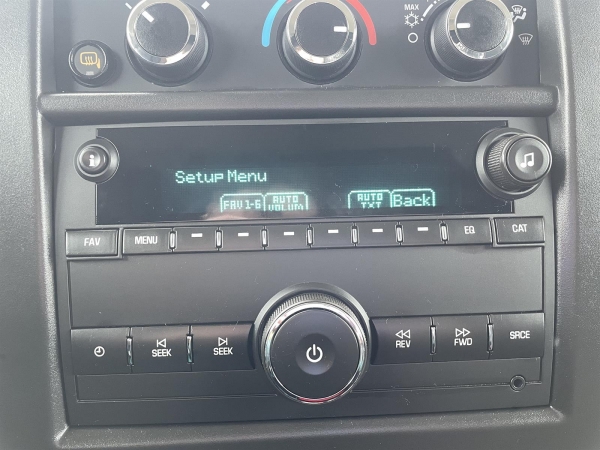 MAX
i
Setup Menu
FAV 1-6 AUTO VOLUM AUTO TXT Back
FAV MENU EQ CAT
SEEK SEEK REV FWD SRCE